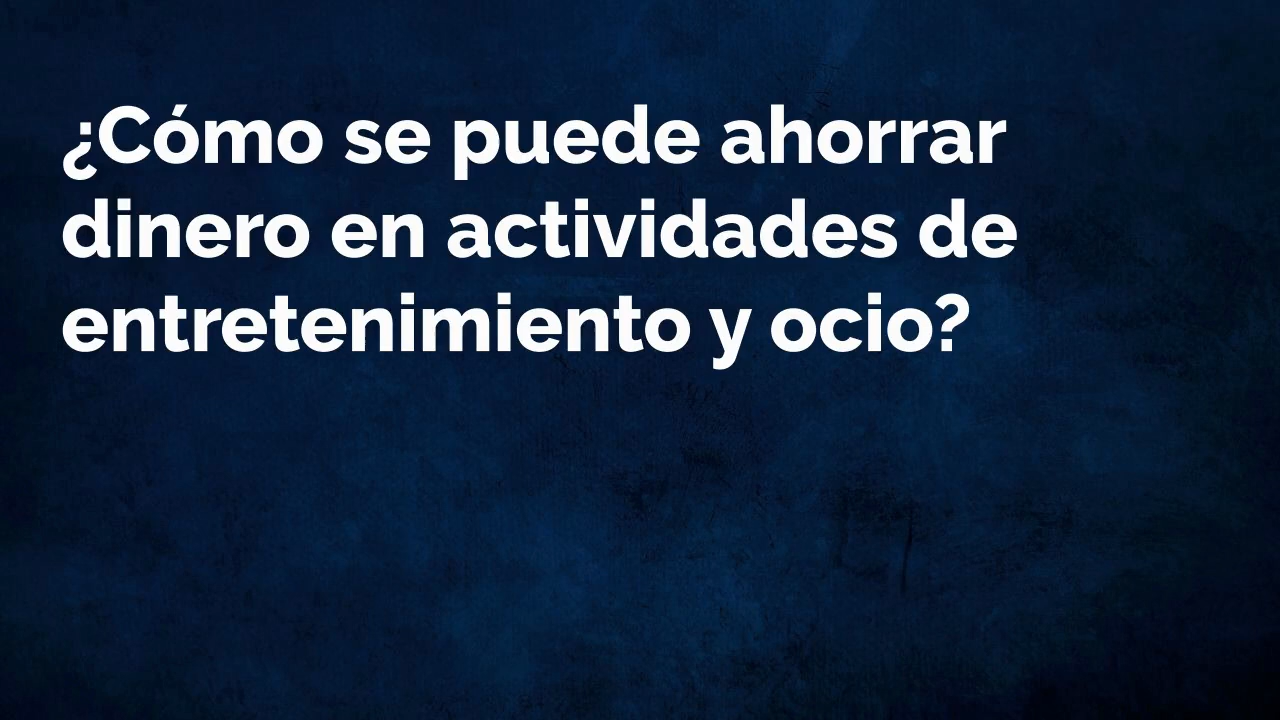 ¿Cómo se puede ahorrar
dinero en actividades de
entretenimiento y ocio?